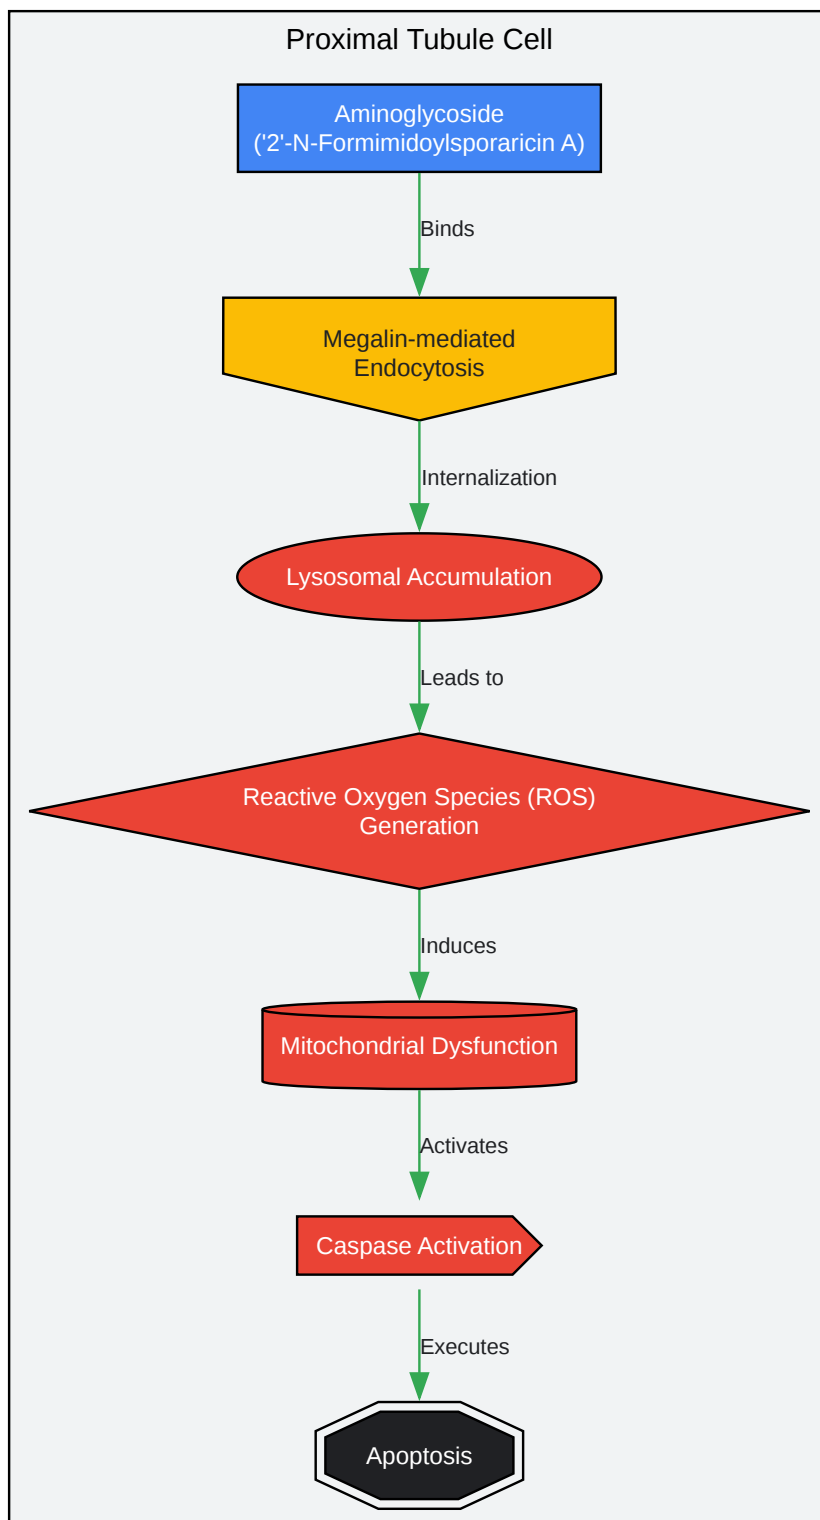 Proximal Tubule Cell
Aminoglycoside
('2'-N-Formimidoylsporaricin A)
Binds
Megalin-mediated
Endocytosis
Internalization
Lysosomal Accumulation
Leads to
Reactive Oxygen Species (ROS)
Generation
Induces
Mitochondrial Dysfunction
Activates
Caspase Activation
Executes
Apoptosis